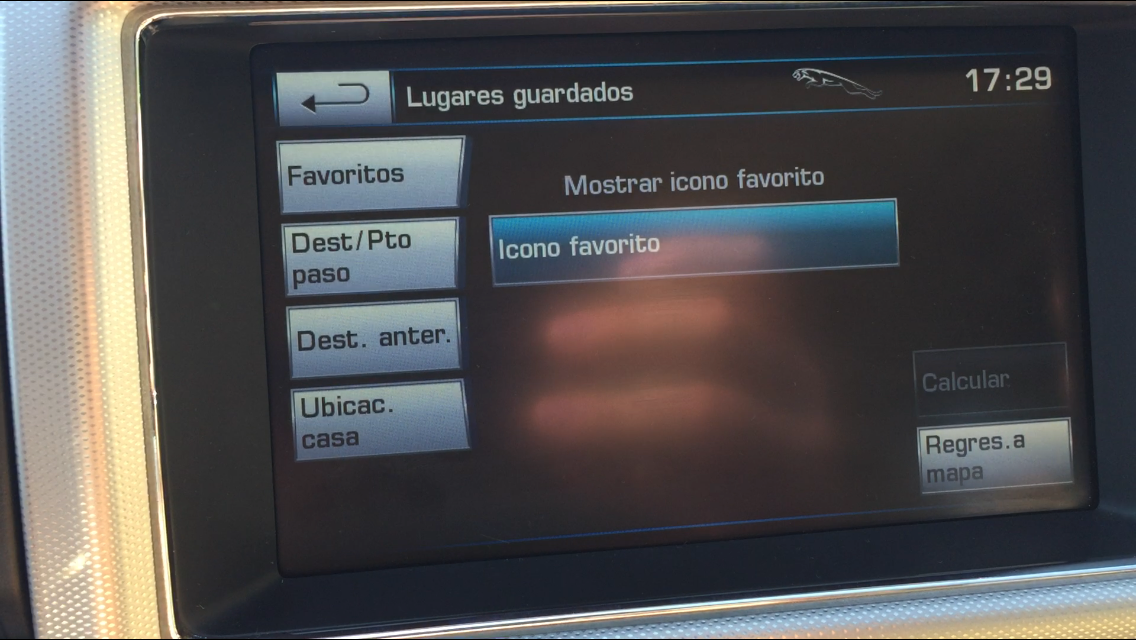 Lugares guardados
17:29
Favoritos
Mostrar icono favorito
Icono favorito
Dest/Pto
paso
Dest. anter.
Ubicac.
casa
Calcular
Regres.a
mapa